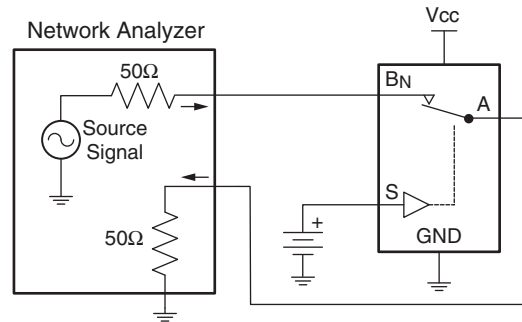 Network Analyzer
50Ω
Source
Signal
50Ω
Vcc
BN
A
S
+
GND